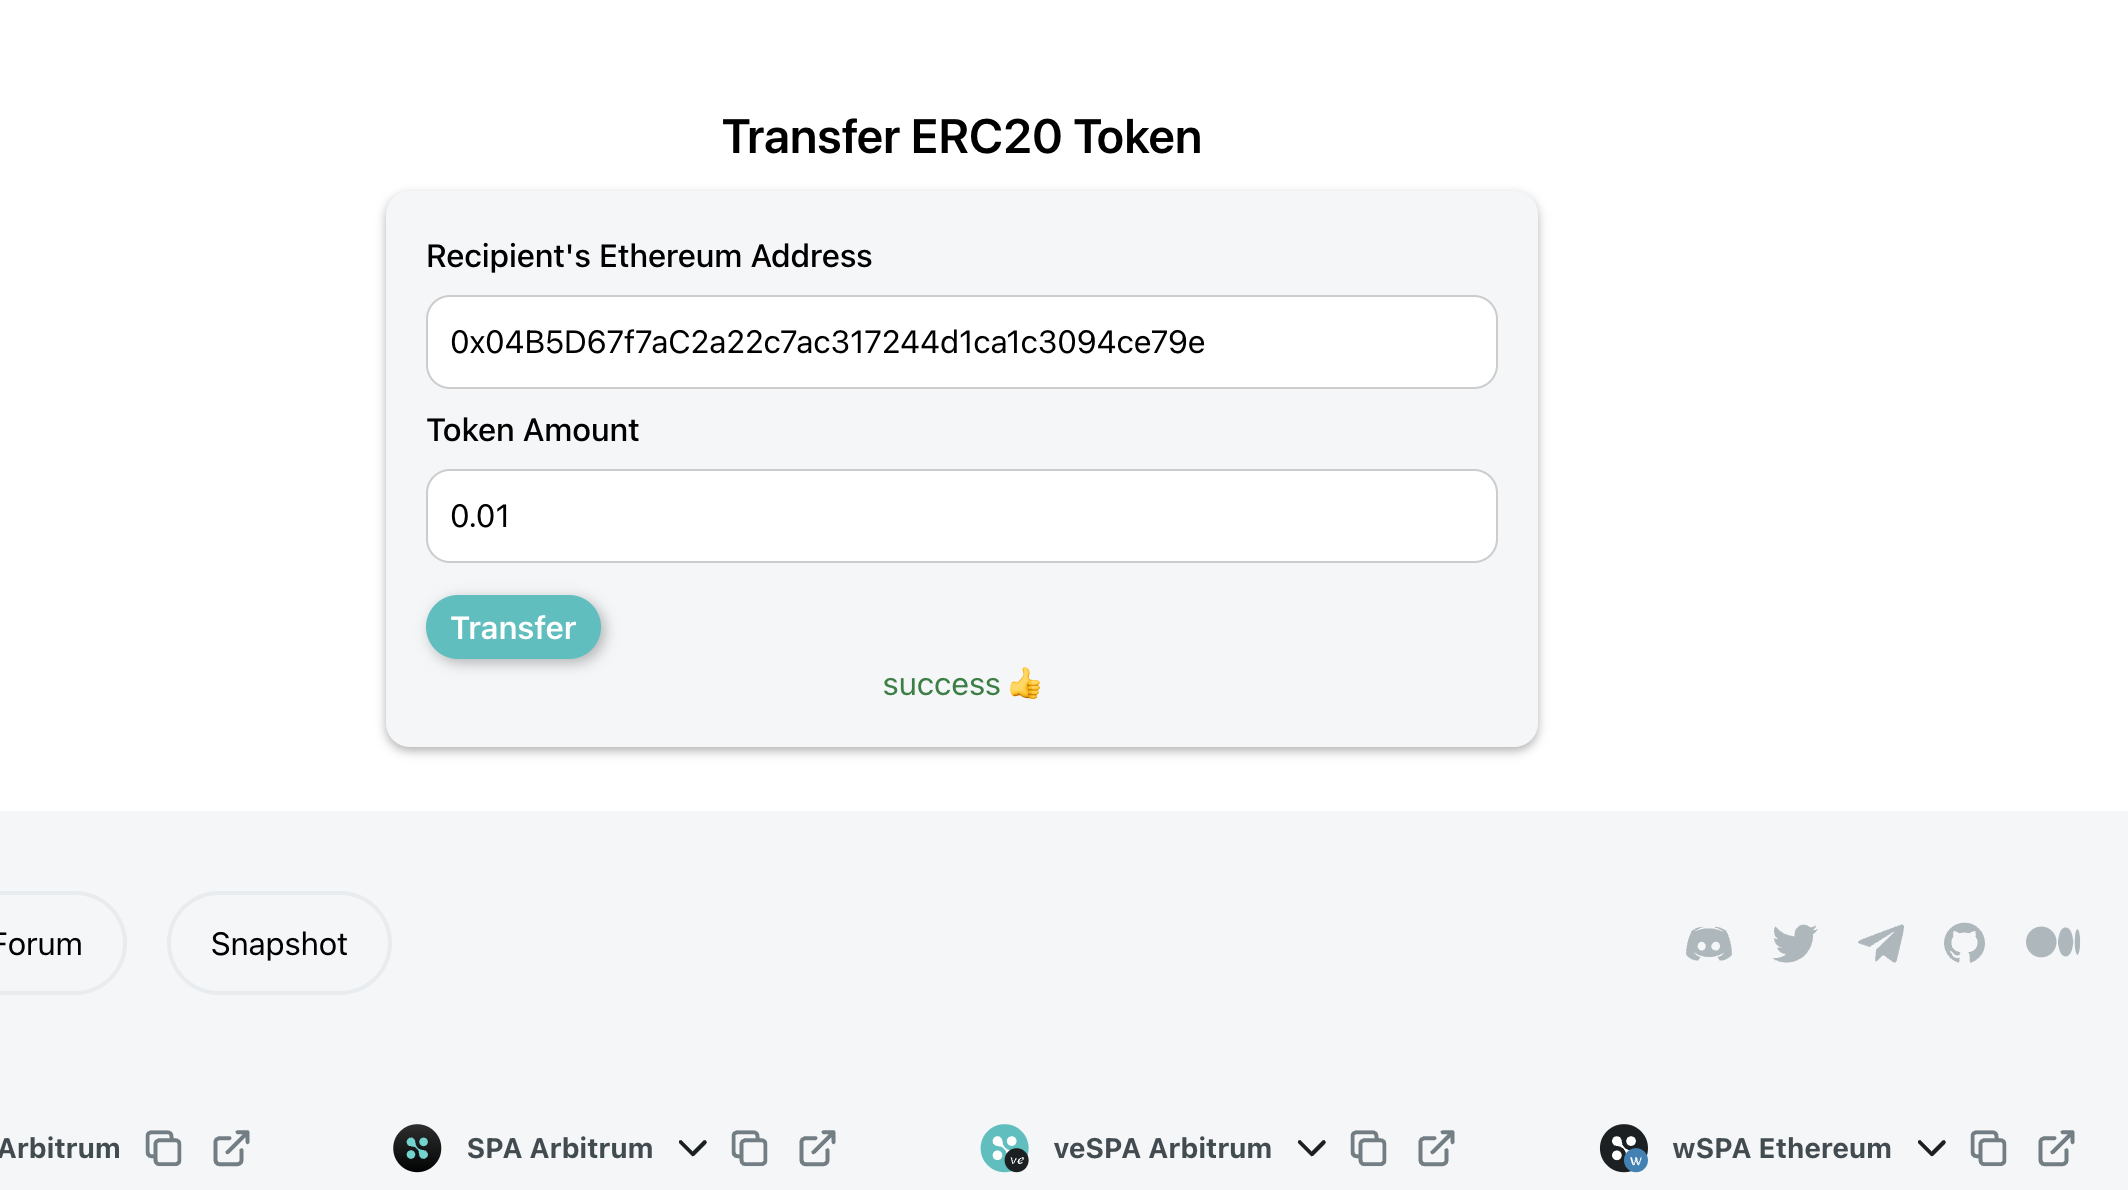 Transfer ERC20 Token
Recipient's Ethereum Address
0x04B5D67f7aC2a22c7ac317244d1ca1c3094ce79e
Token Amount
0.01
Transfer
success 👍
Forum
Snapshot
Arbitrum
SPA Arbitrum
ve
veSPA Arbitrum
w
wSPA Ethereum